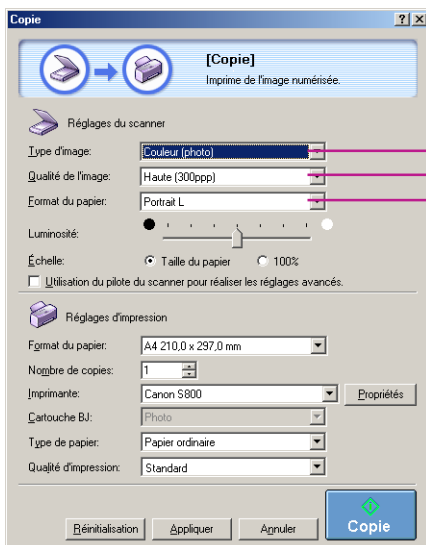 Copie
[Copie]
Imprime de l'image numérisée.
Réglages du scanner
Type d'image: Couleur (photo)
Qualité de l'image: Haute (300ppp)
Format du papier: Portrait L
Luminosité:
Échelle: Taille du papier 100%
Utilisation du pilote du scanner pour réaliser les réglages avancés.
Réglages d'impression
Format du papier: A4 210,0 x 297,0 mm
Nombre de copies: 1
Imprimante: Canon S800 Propriétés
Cartouche BJ: Photo
Type de papier: Papier ordinaire
Qualité d'impression: Standard
Réinitialisation Appliquer Annuler Copie